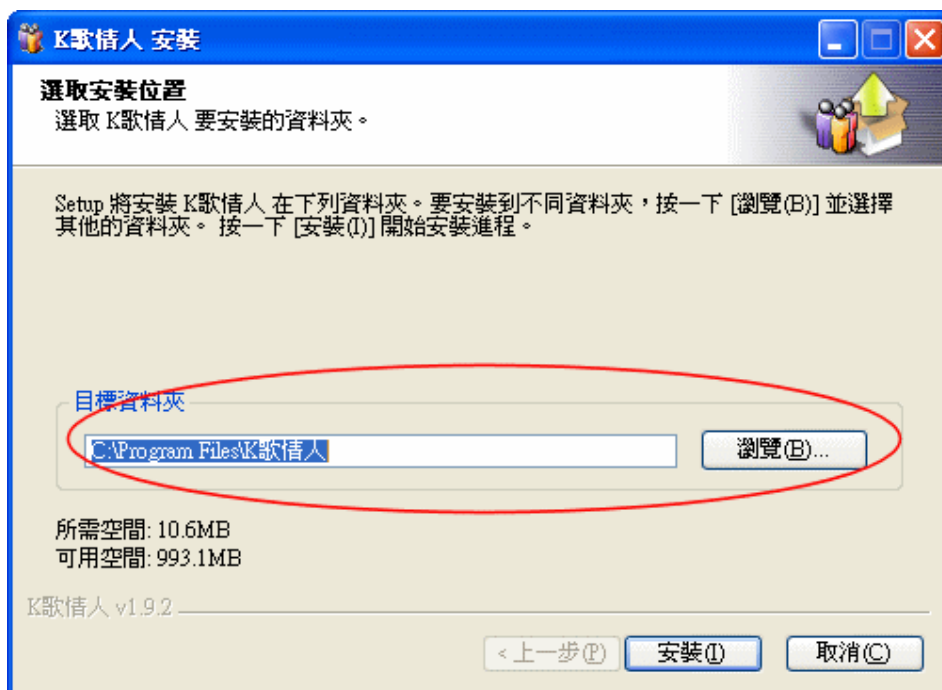 K歌情人 安裝
選取安裝位置
選取 K歌情人 要安裝的資料夾。
Setup 將安裝 K歌情人 在下列資料夾。要安裝到不同資料夾，按一下 [瀏覽(B)] 並選擇
其他的資料夾。 按一下 [安裝(I)] 開始安裝進程。
目標資料夾
C:\Program Files\K歌情人
瀏覽(B)...
所需空間: 10.6MB
可用空間: 993.1MB
K歌情人 v1.9.2
< 上一步(P)
安裝(I)
取消(C)